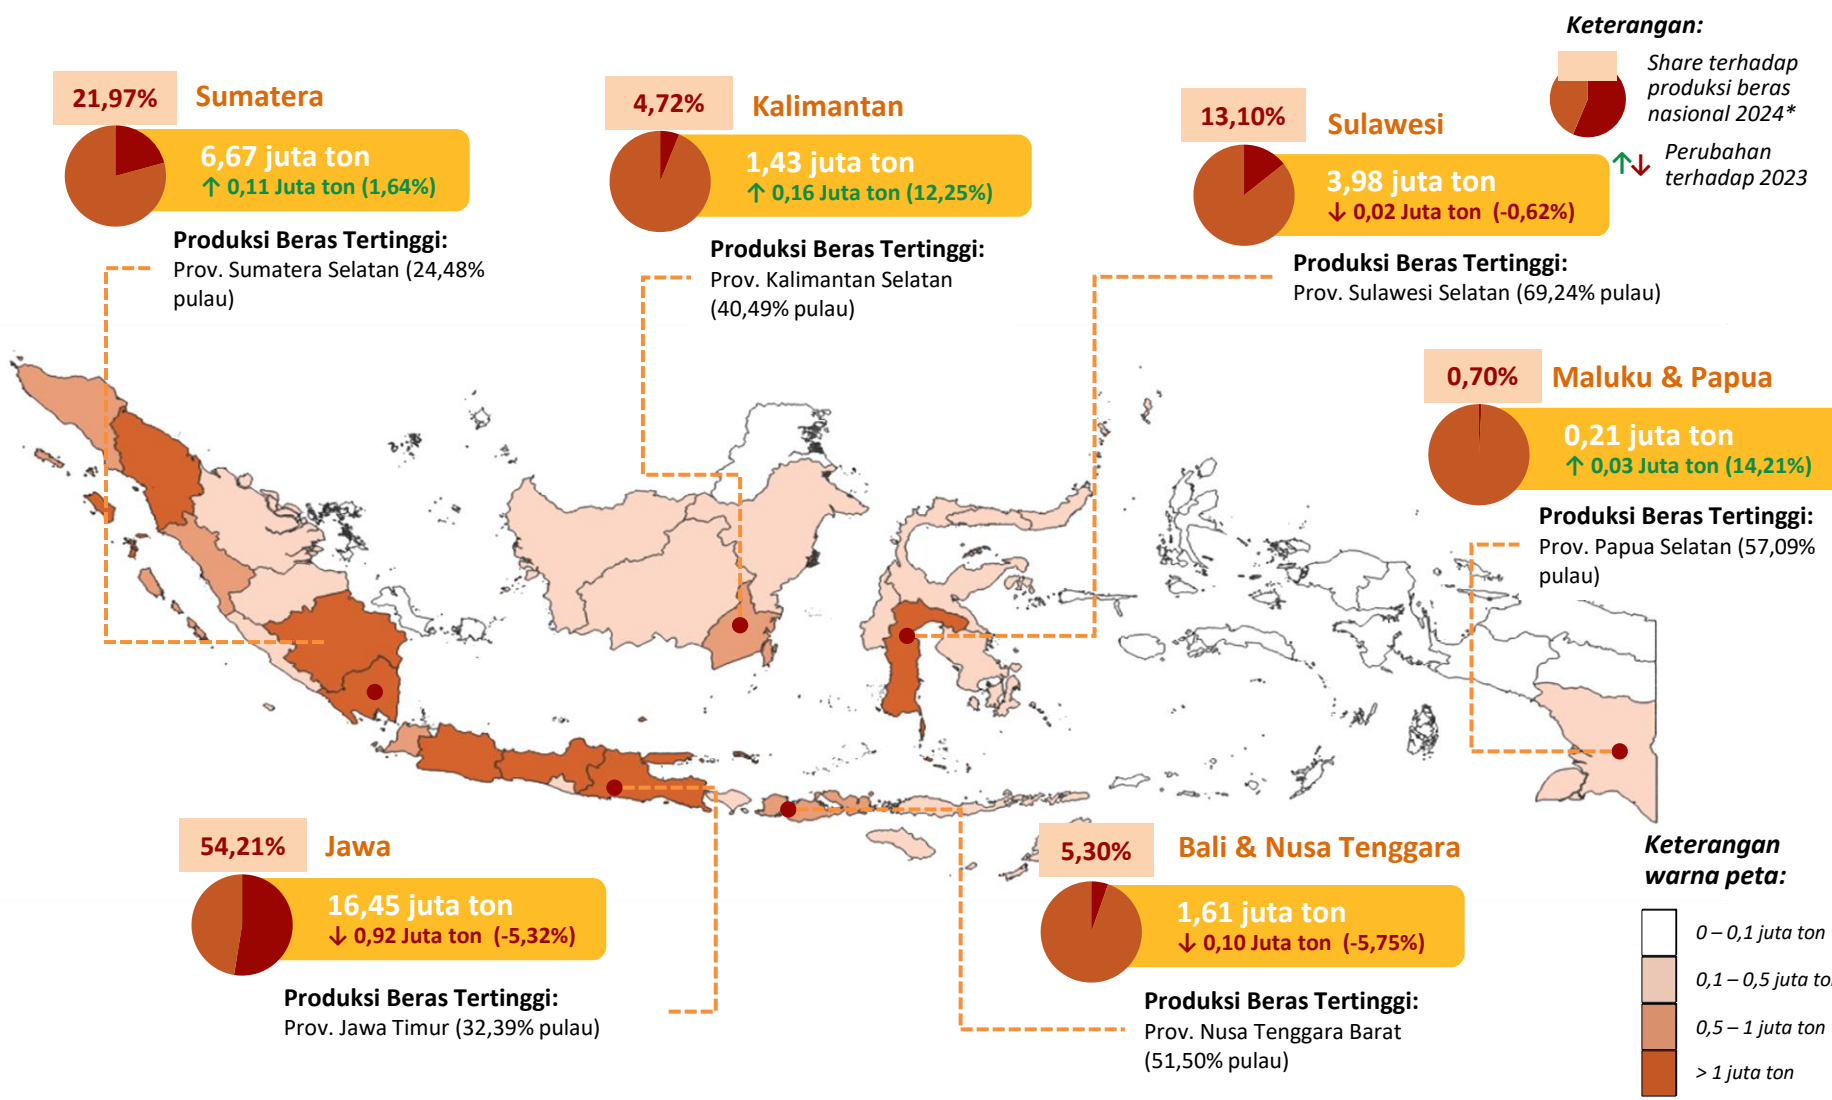 Keterangan:
Share terhadap
produksi beras
nasional 2024*
Perubahan
terhadap 2023
21,97%
Sumatera
6,67 juta ton
↑ 0,11 Juta ton (1,64%)
Produksi Beras Tertinggi:
Prov. Sumatera Selatan (24,48%
pulau)
4,72%
Kalimantan
1,43 juta ton
↑ 0,16 Juta ton (12,25%)
Produksi Beras Tertinggi:
Prov. Kalimantan Selatan
(40,49% pulau)
13,10%
Sulawesi
3,98 juta ton
↓ 0,02 Juta ton (-0,62%)
Produksi Beras Tertinggi:
Prov. Sulawesi Selatan (69,24% pulau)
0,70%
Maluku & Papua
0,21 juta ton
↑ 0,03 Juta ton (14,21%)
Produksi Beras Tertinggi:
Prov. Papua Selatan (57,09%
pulau)
54,21%
Jawa
16,45 juta ton
↓ 0,92 Juta ton (-5,32%)
Produksi Beras Tertinggi:
Prov. Jawa Timur (32,39% pulau)
5,30%
Bali & Nusa Tenggara
1,61 juta ton
↓ 0,10 Juta ton (-5,75%)
Produksi Beras Tertinggi:
Prov. Nusa Tenggara Barat
(51,50% pulau)
Keterangan
warna peta:
0 – 0,1 juta ton
0,1 – 0,5 juta to
0,5 – 1 juta ton
> 1 juta ton